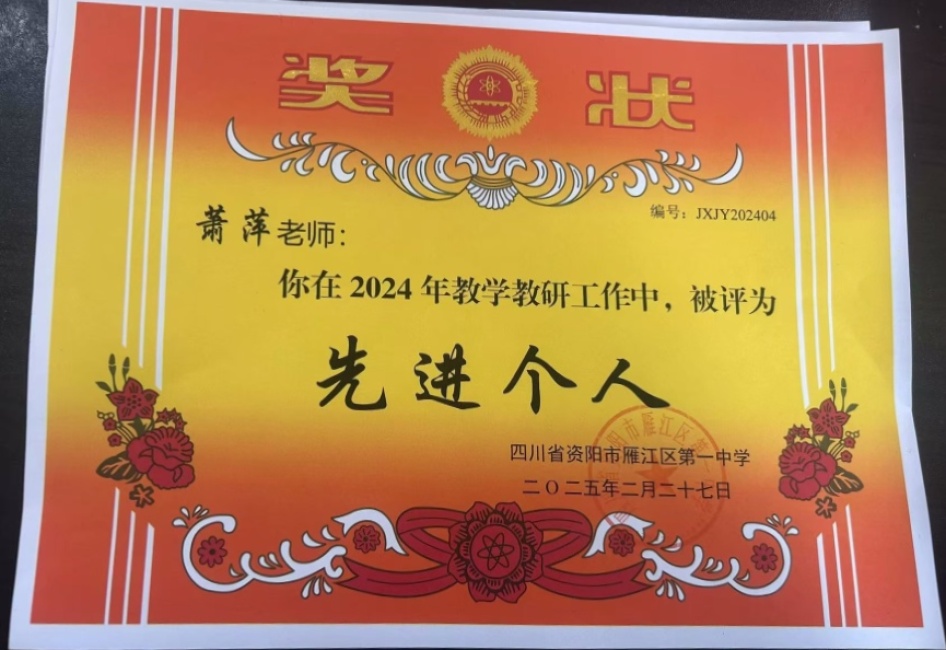 奖状
编号：JXJY202404
萧萍老师：
你在2024年教学教研工作中，被评为
先进个人
四川省资阳市雁江区第一中学
二O二五年二月二十七日